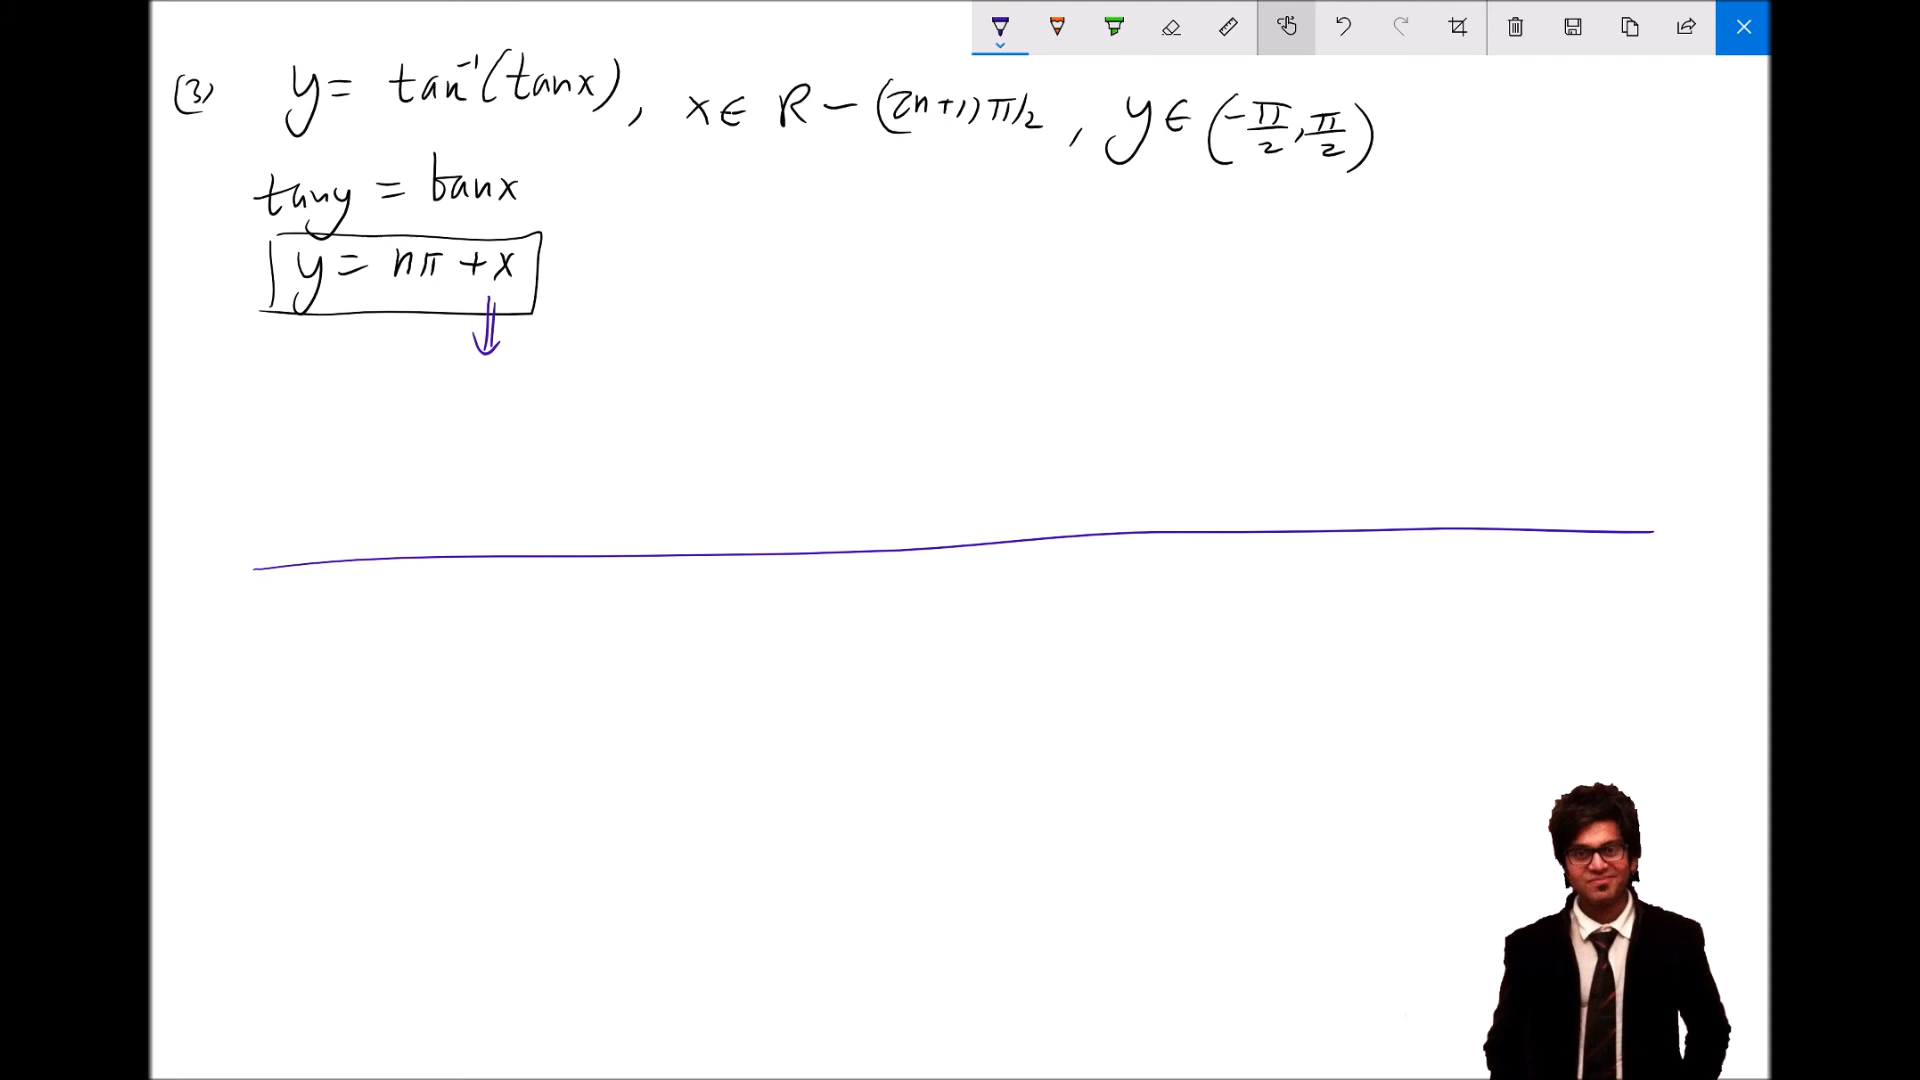 (3) y = tan⁻¹(tanx), x ∈ R − (2n+1)π/2, y ∈ (−π/2, π/2)
tany = tanx
y = nπ + x